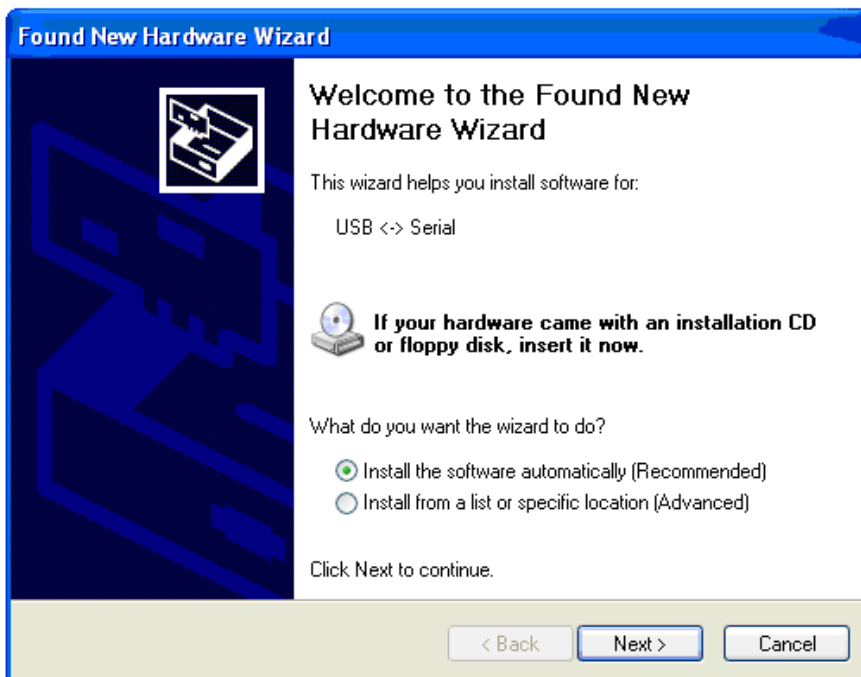 Found New Hardware Wizard
Welcome to the Found New
Hardware Wizard
This wizard helps you install software for:
USB <-> Serial
If your hardware came with an installation CD
or floppy disk, insert it now.
What do you want the wizard to do?
Install the software automatically (Recommended)
Install from a list or specific location (Advanced)
Click Next to continue.
< Back Next > Cancel